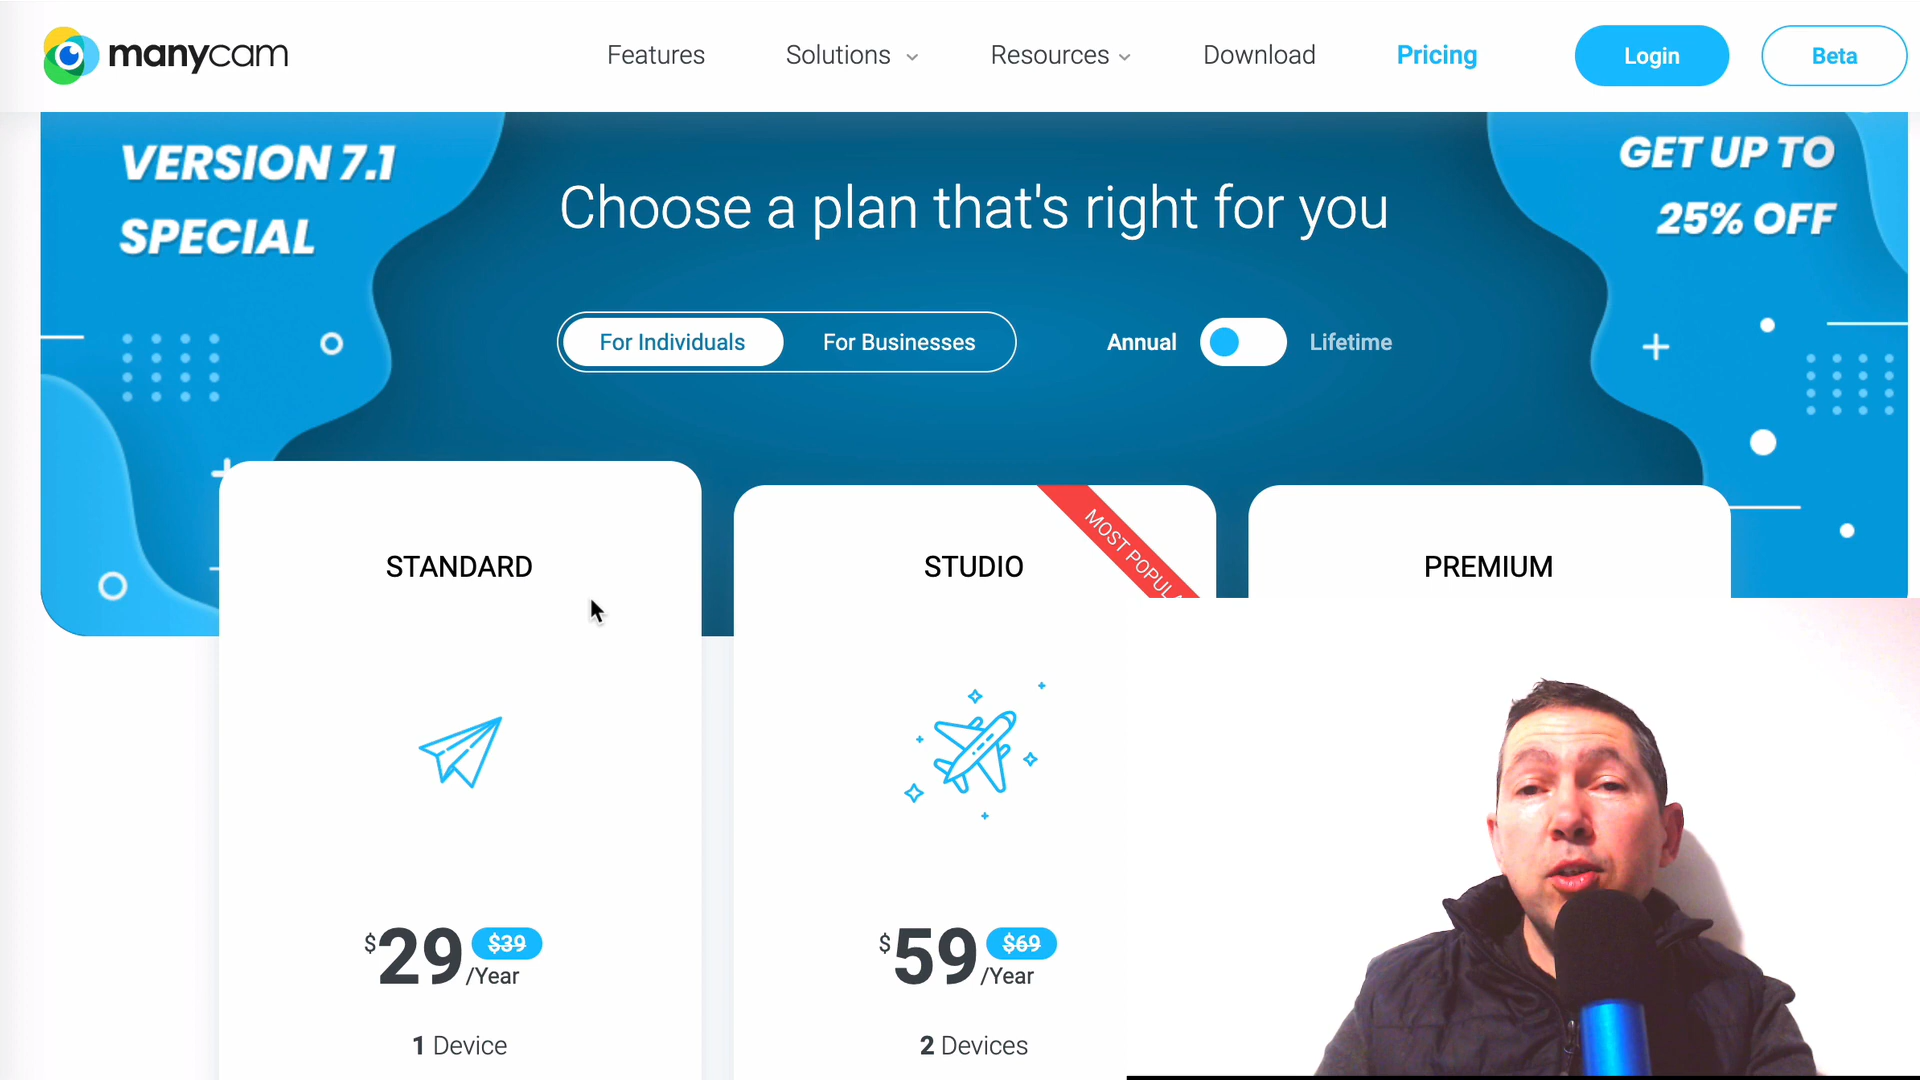 manycam
Features
Solutions
Resources
Download
Pricing
Login
Beta
VERSION 7.1
SPECIAL
GET UP TO
25% OFF
Choose a plan that's right for you
For Individuals
For Businesses
Annual
Lifetime
STANDARD
$29
$39
/Year
1 Device
STUDIO
MOST POPULA
$59
$69
/Year
2 Devices
PREMIUM